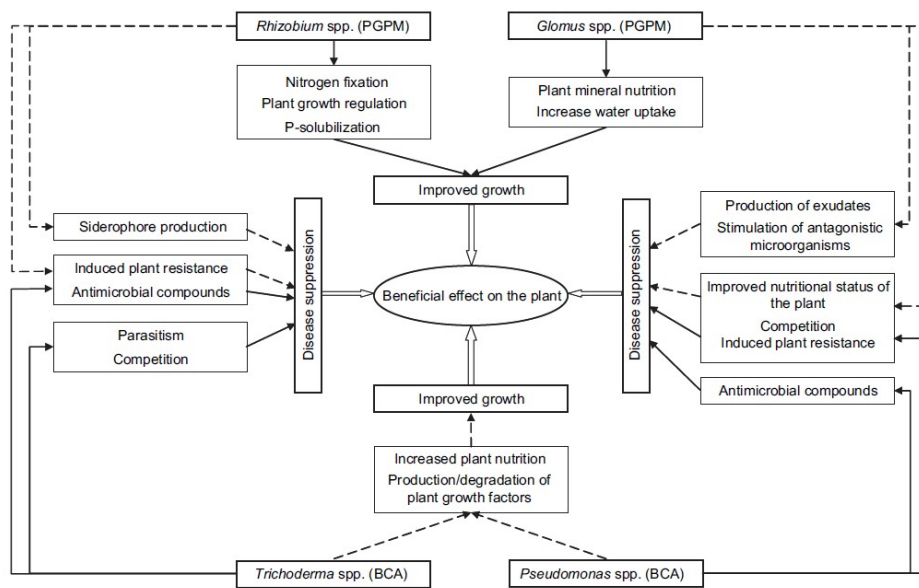 Rhizobium spp. (PGPM)
Glomus spp. (PGPM)
Nitrogen fixation
Plant growth regulation
P-solubilization
Plant mineral nutrition
Increase water uptake
Improved growth
Siderophore production
Induced plant resistance
Antimicrobial compounds
Parasitism
Competition
Disease suppression
Beneficial effect on the plant
Disease suppression
Production of exudates
Stimulation of antagonistic
microorganisms
Improved nutritional status of
the plant
Competition
Induced plant resistance
Antimicrobial compounds
Improved growth
Increased plant nutrition
Production/degradation of
plant growth factors
Trichoderma spp. (BCA)
Pseudomonas spp. (BCA)